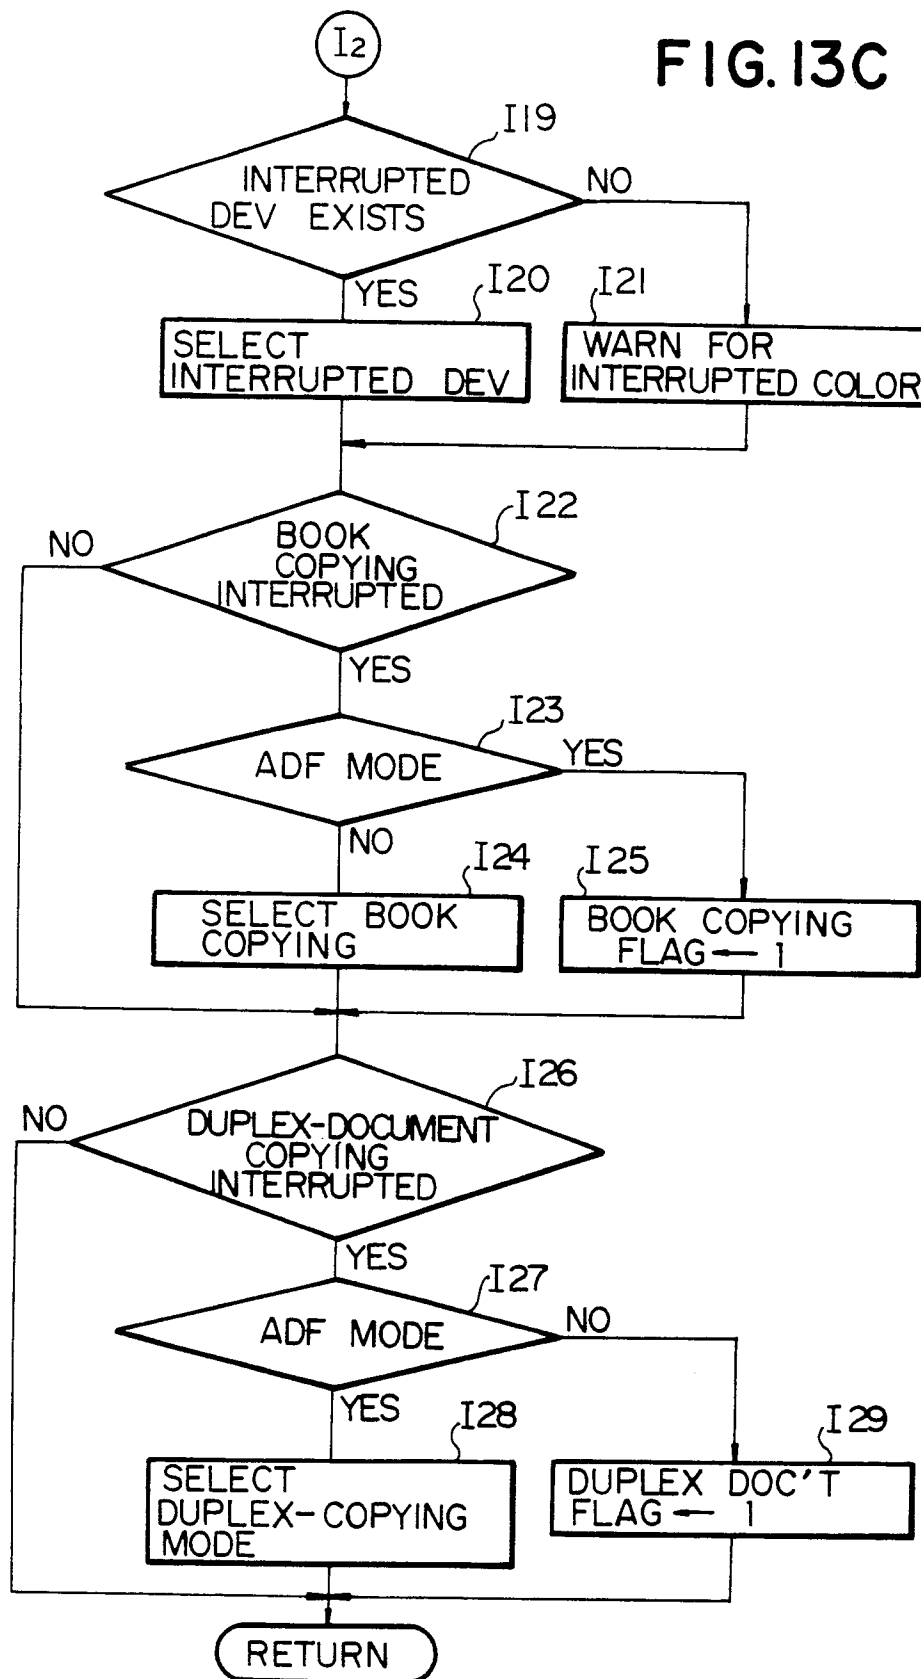 I2
FIG. 13C
I19
INTERRUPTED
DEV EXISTS
NO
YES
I20
I21
SELECT
INTERRUPTED DEV
WARN FOR
INTERRUPTED COLOR
I22
NO
BOOK
COPYING
INTERRUPTED
YES
I23
ADF MODE
YES
NO
I24
I25
SELECT BOOK
COPYING
BOOK COPYING
FLAG ← 1
I26
NO
DUPLEX-DOCUMENT
COPYING
INTERRUPTED
YES
I27
ADF MODE
NO
YES
I28
I29
SELECT
DUPLEX-COPYING
MODE
DUPLEX DOC'T
FLAG ← 1
RETURN